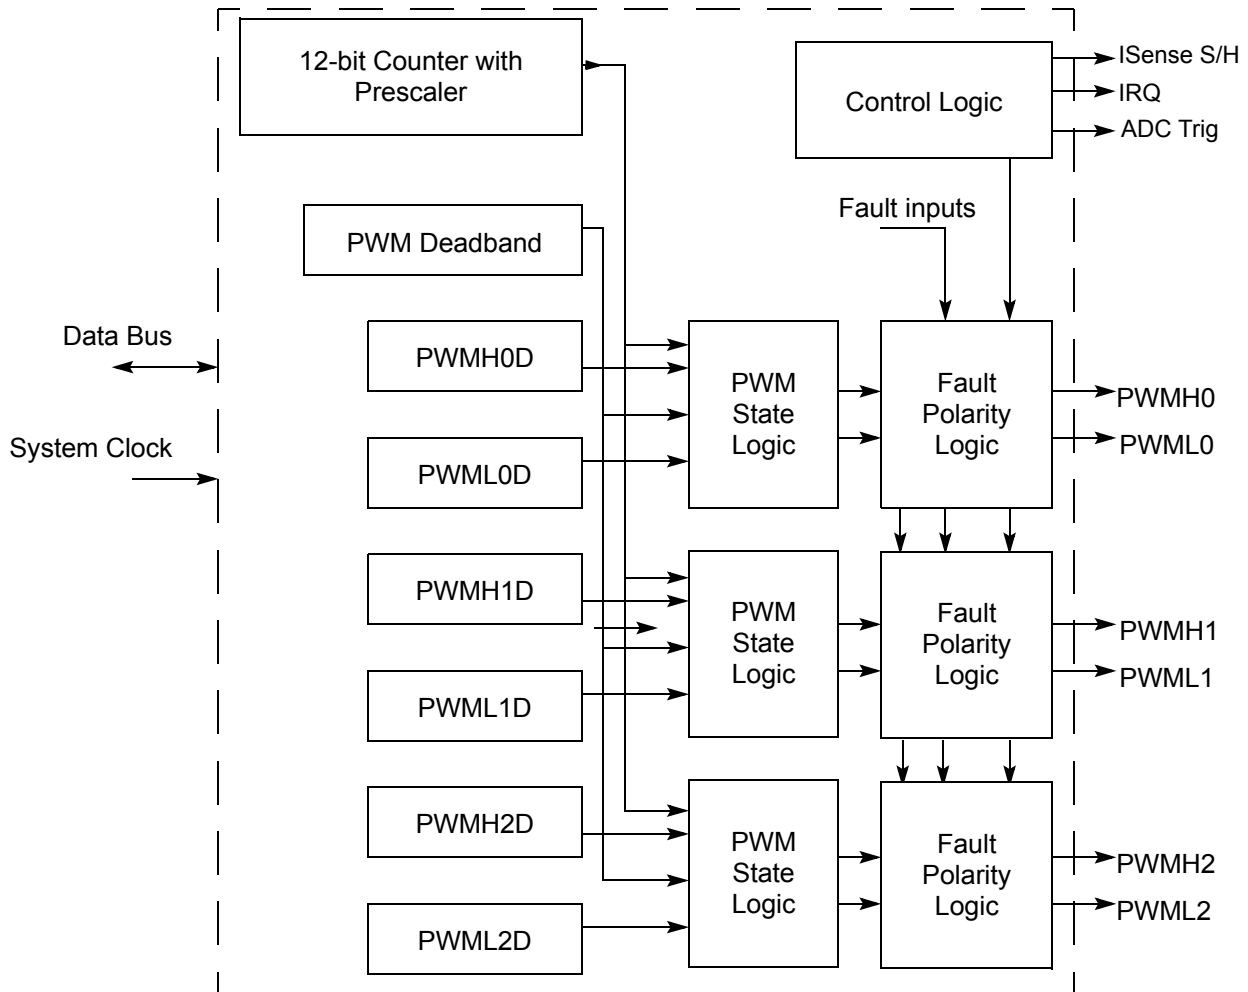 12-bit Counter with
Prescaler
Control Logic
ISense S/H
IRQ
ADC Trig
Fault inputs
PWM Deadband
Data Bus
System Clock
PWMH0D
PWML0D
PWM
State
Logic
Fault
Polarity
Logic
PWMH0
PWML0
PWMH1D
PWML1D
PWM
State
Logic
Fault
Polarity
Logic
PWMH1
PWML1
PWMH2D
PWML2D
PWM
State
Logic
Fault
Polarity
Logic
PWMH2
PWML2